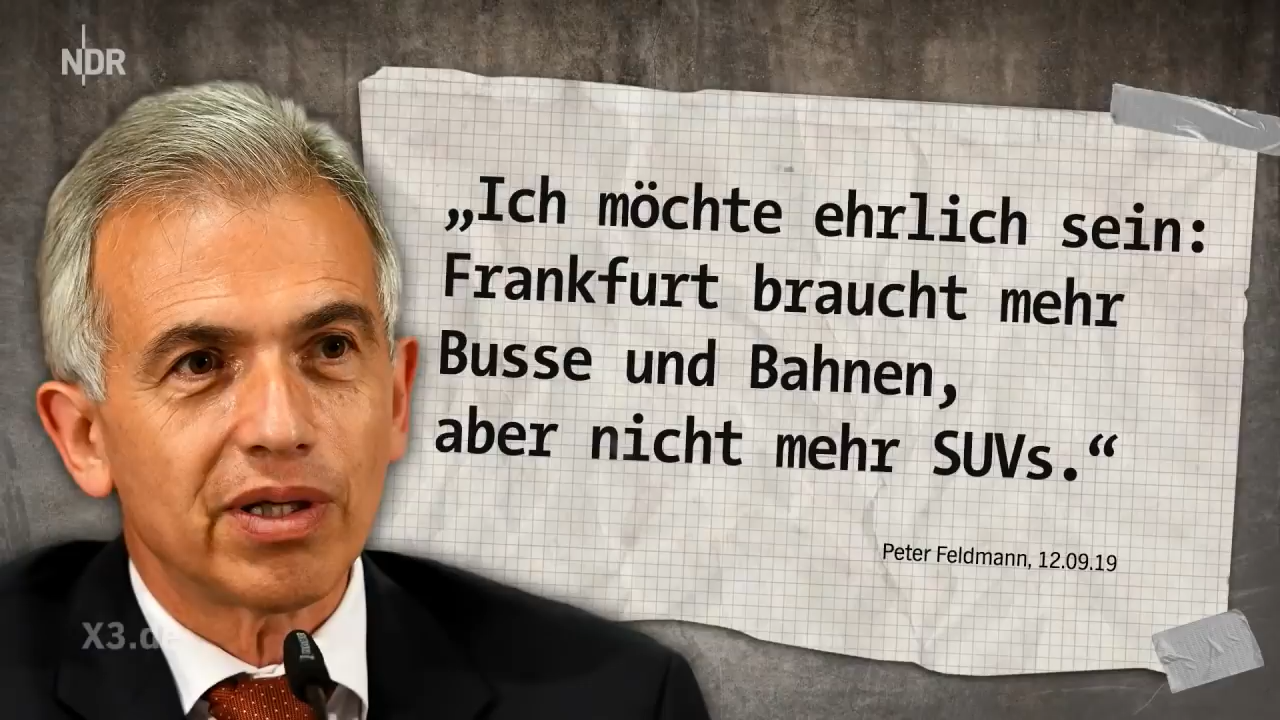 NDR
„Ich möchte ehrlich sein:
Frankfurt braucht mehr
Busse und Bahnen,
aber nicht mehr SUVs.“
Peter Feldmann, 12.09.19
X3.de